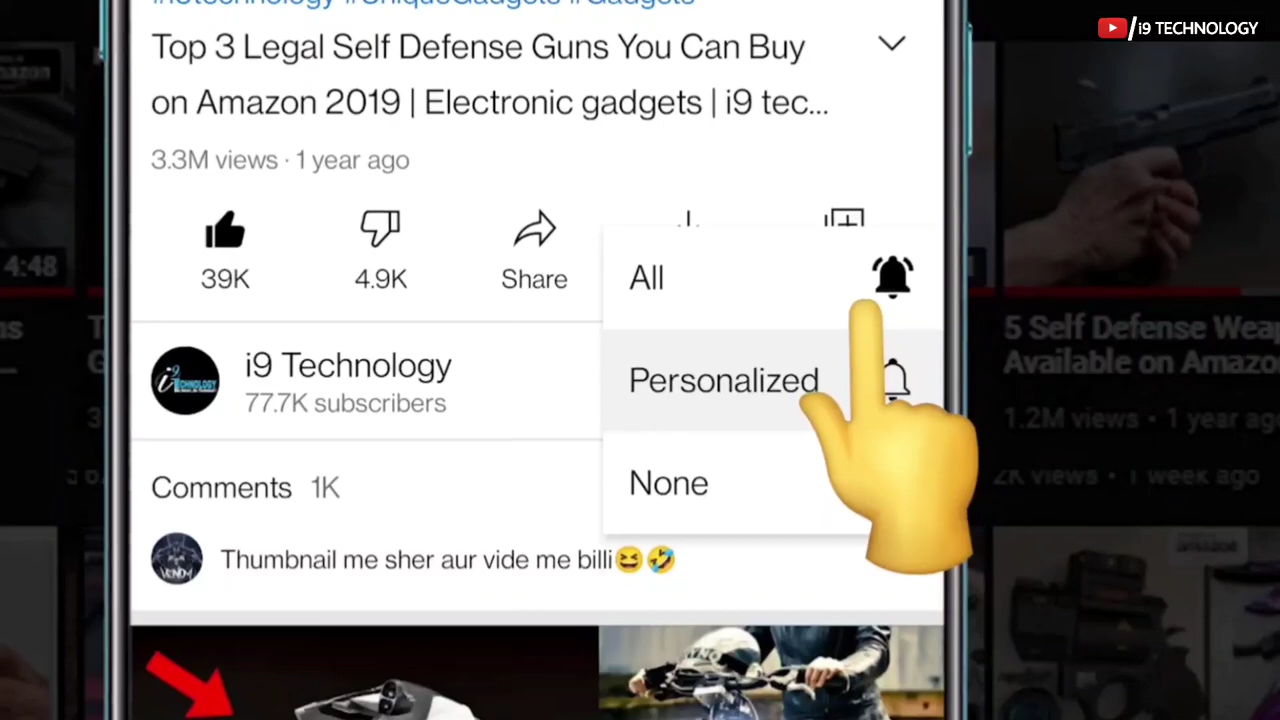 /i9 TECHNOLOGY
Top 3 Legal Self Defense Guns You Can Buy
on Amazon 2019 | Electronic gadgets | i9 tec...
3.3M views · 1 year ago
39K
4.9K
Share
All
Personalized
None
i9 Technology
77.7K subscribers
Comments 1K
Thumbnail me sher aur vide me billi😆🤣
4:48
5 Self Defense Wea
Available on Amazo
1.2M views • 1 year ag
K views • 1 week ago